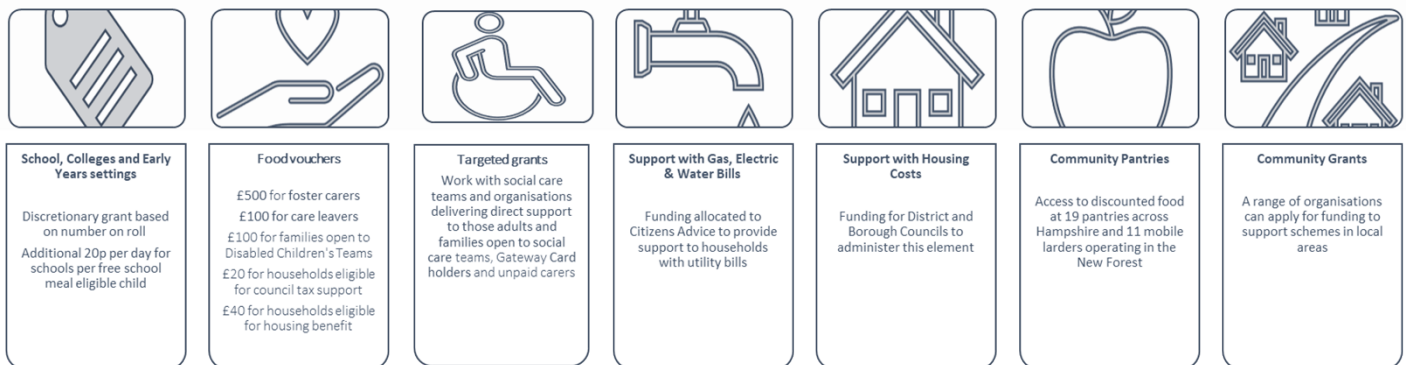 School, Colleges and Early
Years settings
Discretionary grant based
on number on roll
Additional 20p per day for
schools per free school
meal eligible child
Food vouchers
£500 for foster carers
£100 for care leavers
£100 for families open to
Disabled Children's Teams
£20 for households eligible
for council tax support
£40 for households eligible
for housing benefit
Targeted grants
Work with social care
teams and organisations
delivering direct support
to those adults and
families open to social
care teams, Gateway Card
holders and unpaid carers
Support with Gas, Electric
& Water Bills
Funding allocated to
Citizens Advice to provide
support to households
with utility bills
Support with Housing
Costs
Funding for District and
Borough Councils to
administer this element
Community Pantries
Access to discounted food
at 19 pantries across
Hampshire and 11 mobile
larders operating in the
New Forest
Community Grants
A range of organisations
can apply for funding to
support schemes in local
areas